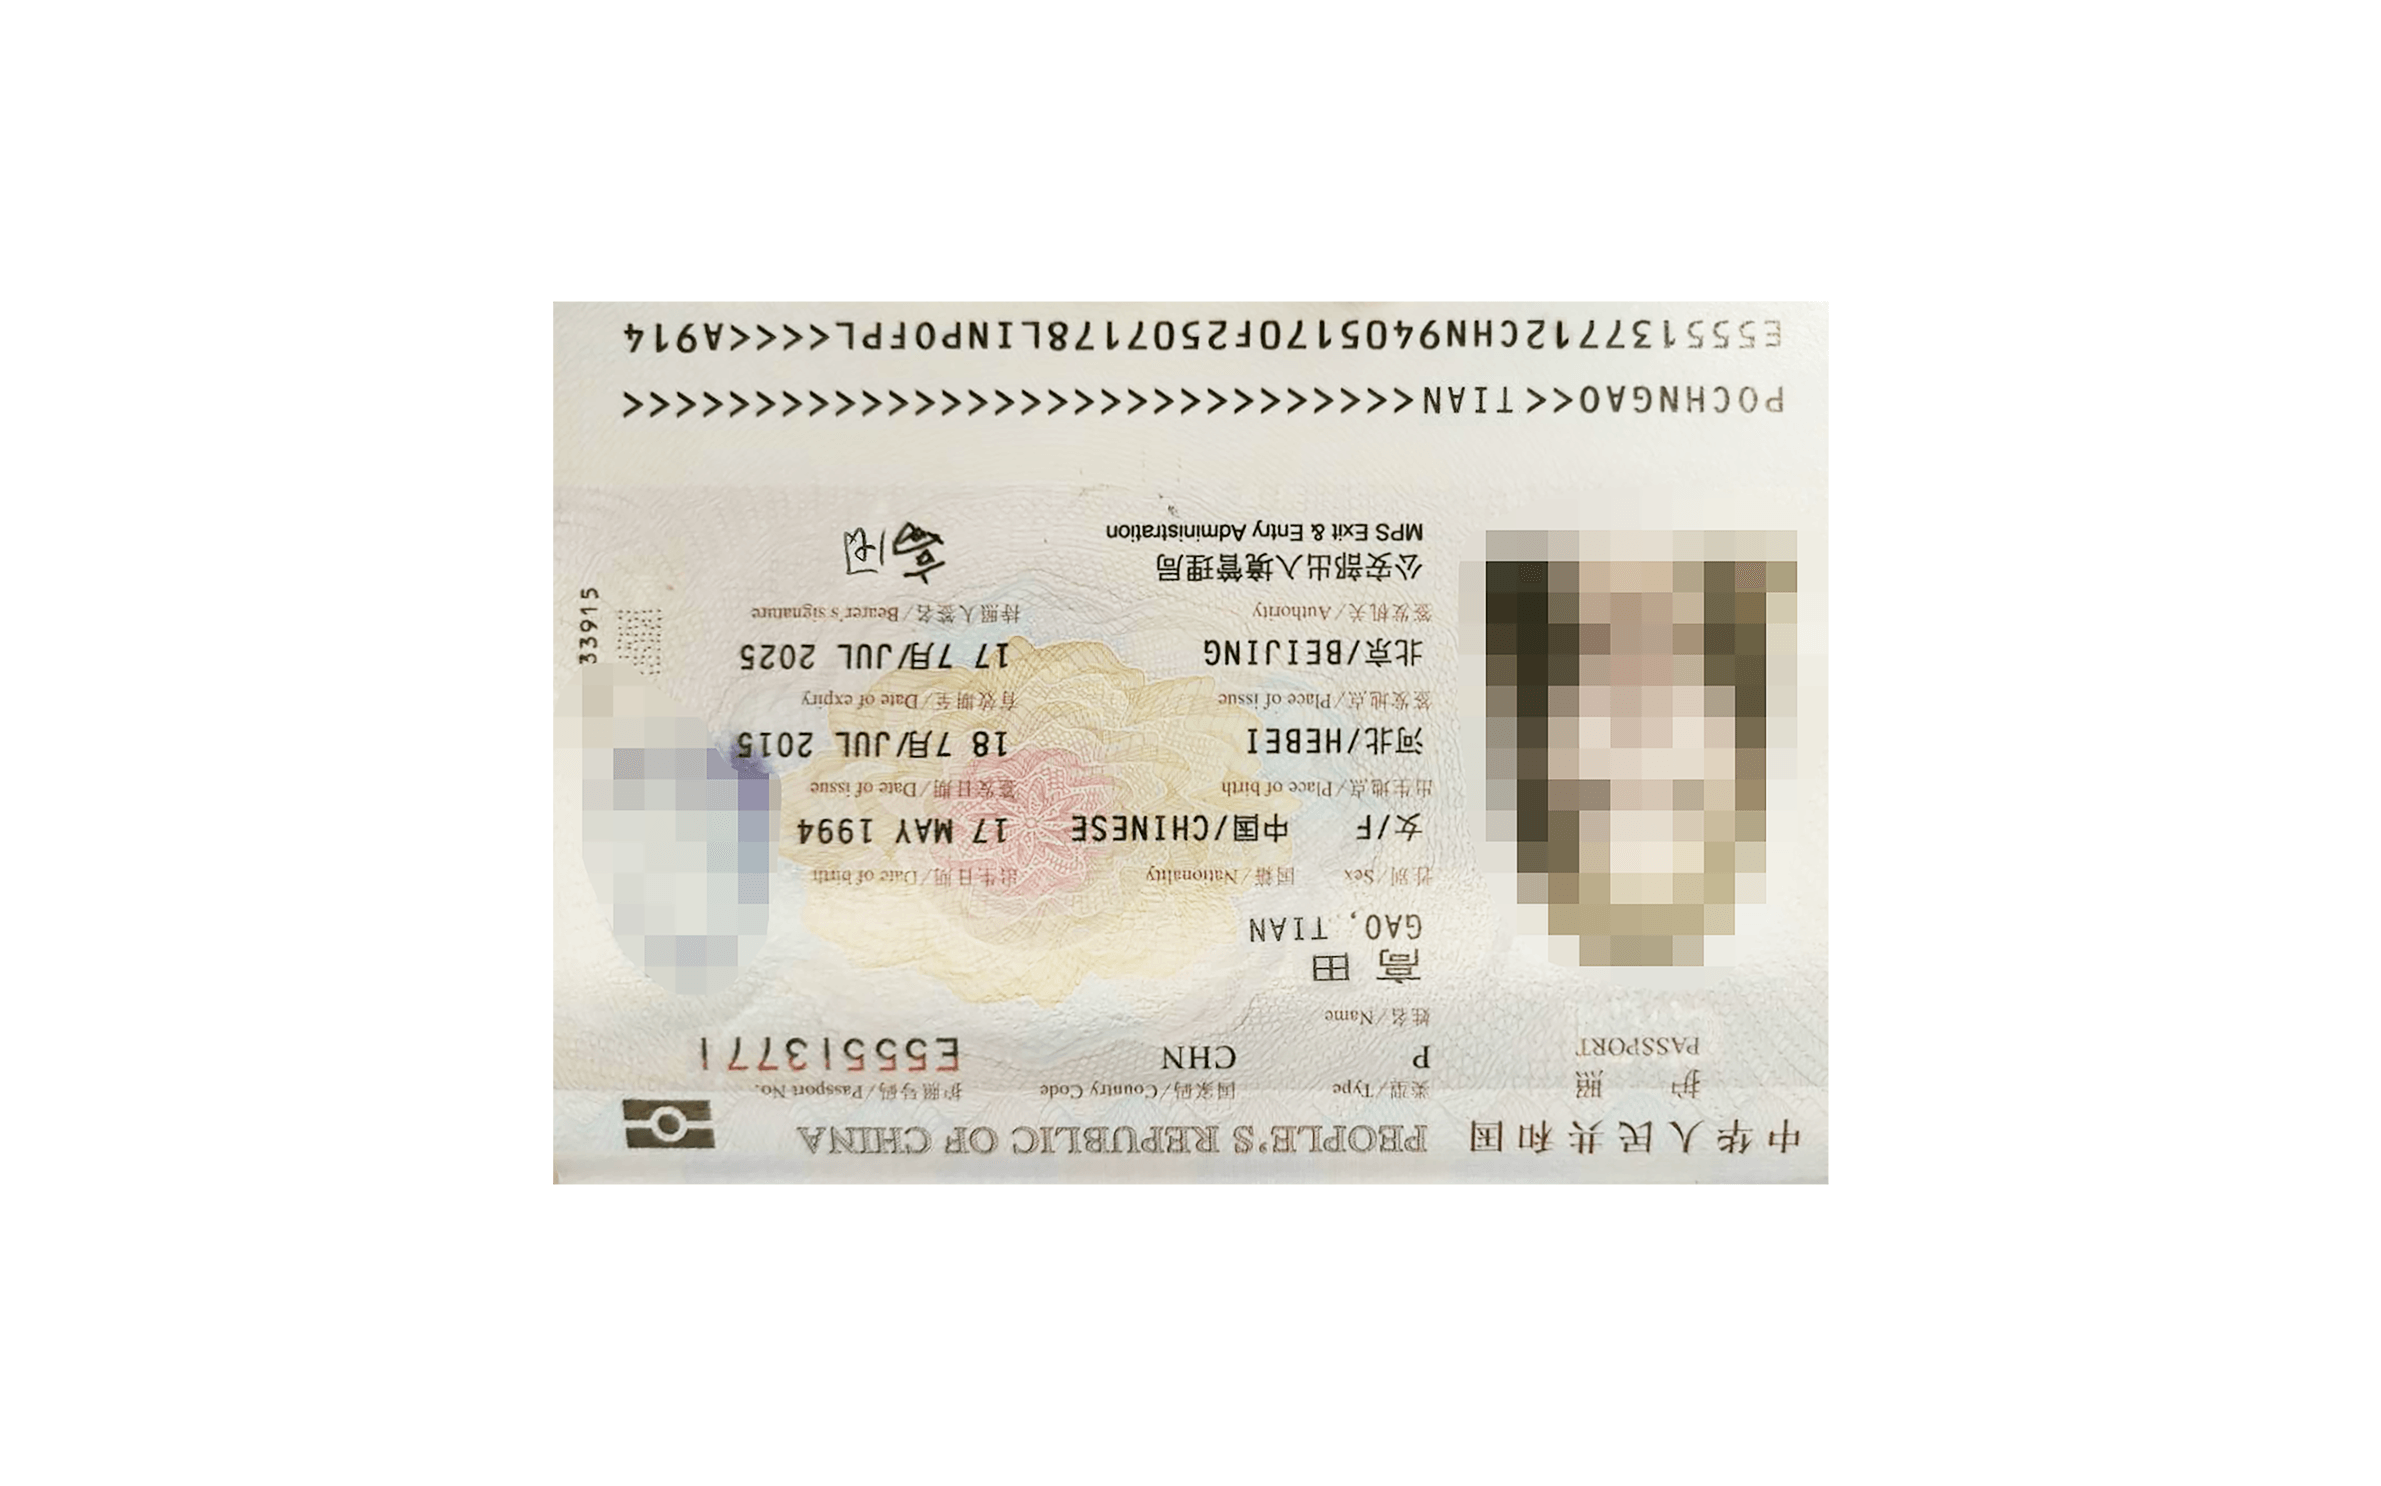 中华人民共和国 PEOPLE'S REPUBLIC OF CHINA
护 照
PASSPORT
类型/Type 国家码/Country Code 护照号码/Passport No.
P CHN E55513771
姓名/Name
高田
GAO, TIAN
性别/Sex 国籍/Nationality 出生日期/Date of birth
女/F 中国/CHINESE 17 MAY 1994
出生地点/Place of birth 签发日期/Date of issue
河北/HEBEI 18 7月/JUL 2015
签发地点/Place of issue 有效期至/Date of expiry
北京/BEIJING 17 7月/JUL 2025
签发机关/Authority 持照人签名/Bearer's signature
公安部出入境管理局
MPS Exit & Entry Administration
33915
POCHNGAO<<TIAN<<<<<<<<<<<<<<<<<<<<<<<<<<<<<<
E555137712CHN9405170F2507178LINPOFPL<<<<A914